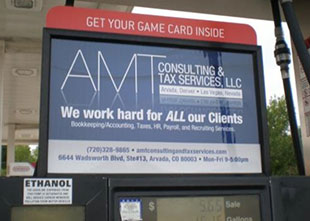 GET YOUR GAME CARD INSIDE
AMT CONSULTING &
TAX SERVICES, LLC
Arvada, Denver • Las Vegas, Nevada
We work hard for ALL our Clients
Bookkeeping/Accounting, Taxes, HR, Payroll, and Recruiting Services.
(720)328-9805 • amtconsultingandtaxservices.com
6644 Wadsworth Blvd, Ste#13, Arvada, CO 80003 • Mon-Fri 9-5:00pm
ETHANOL
Sale